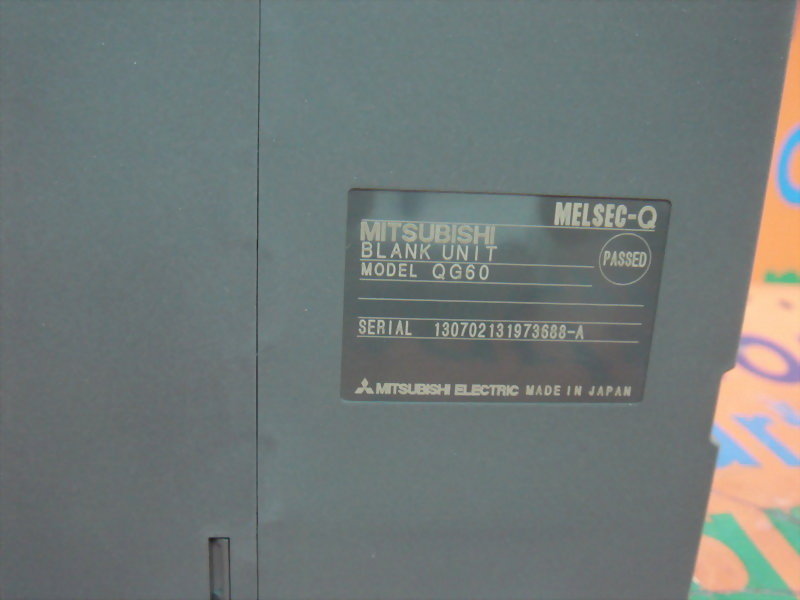 MELSEC-Q
MITSUBISHI
BLANK UNIT
PASSED
MODEL QG60
SERIAL 130702131973688-A
MITSUBISHI ELECTRIC MADE IN JAPAN